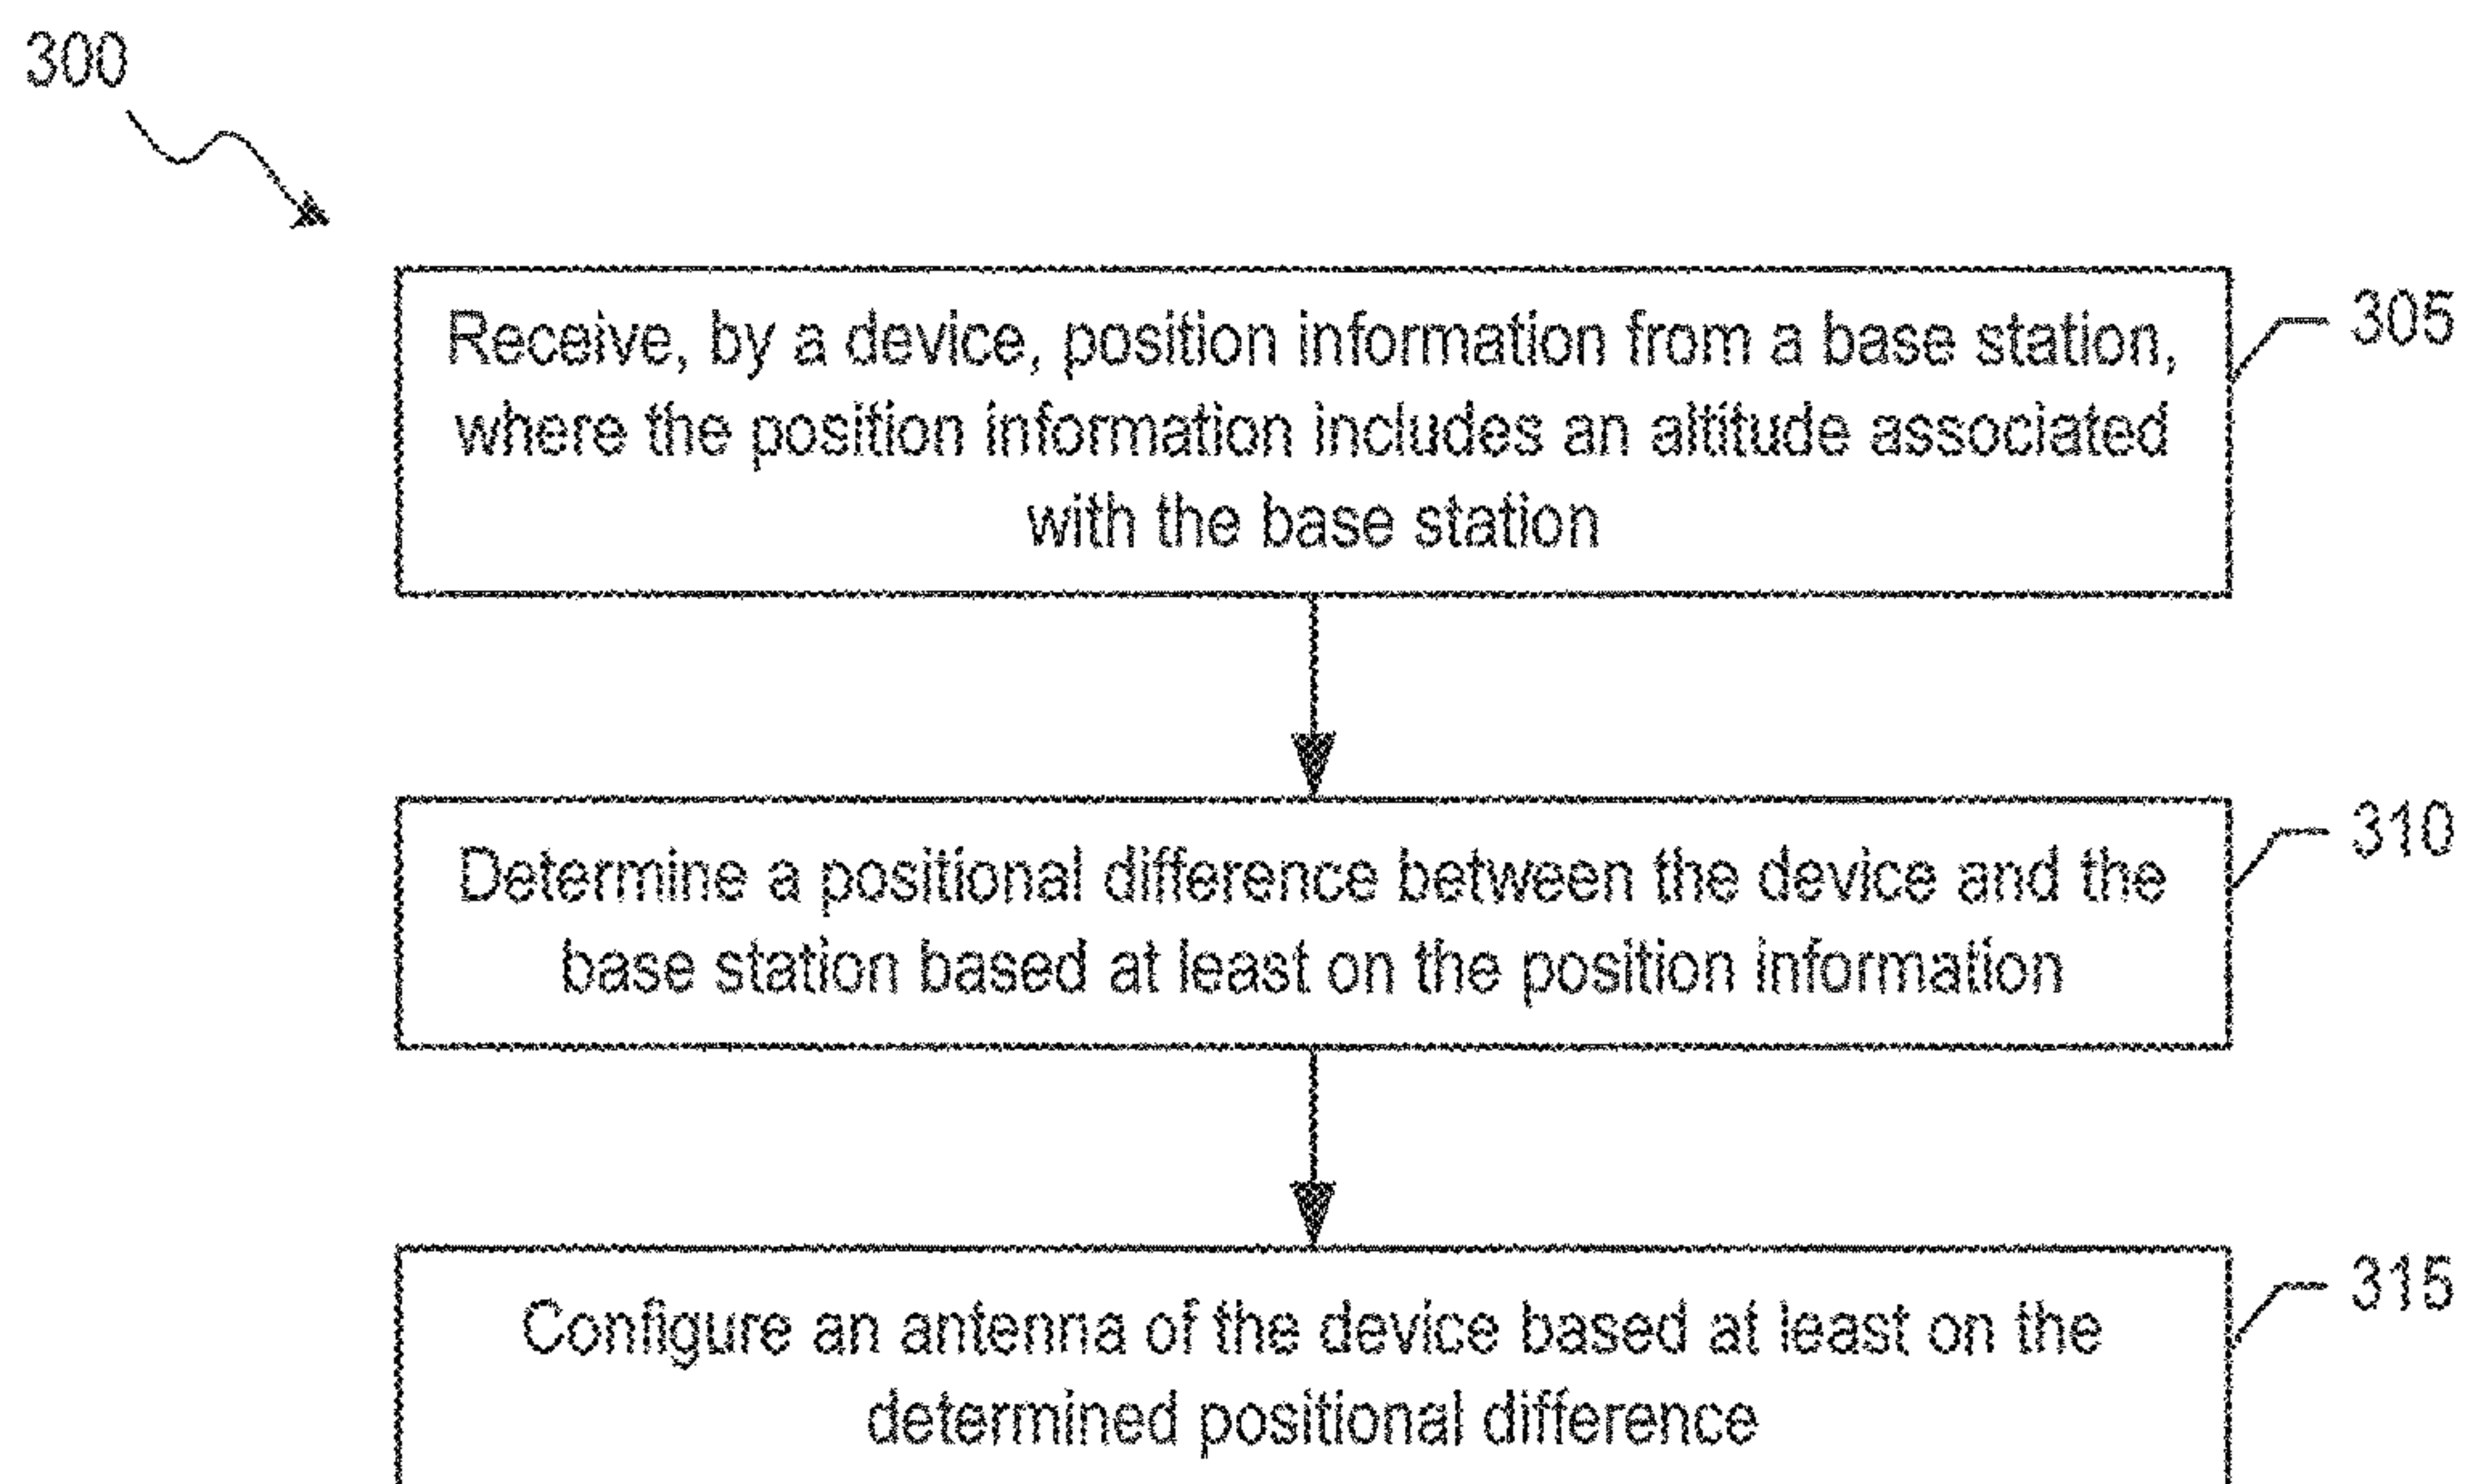 300
Receive, by a device, position information from a base station,
where the position information includes an altitude associated
with the base station
305
Determine a positional difference between the device and the
base station based at least on the position information
310
Configure an antenna of the device based at least on the
determined positional difference
315